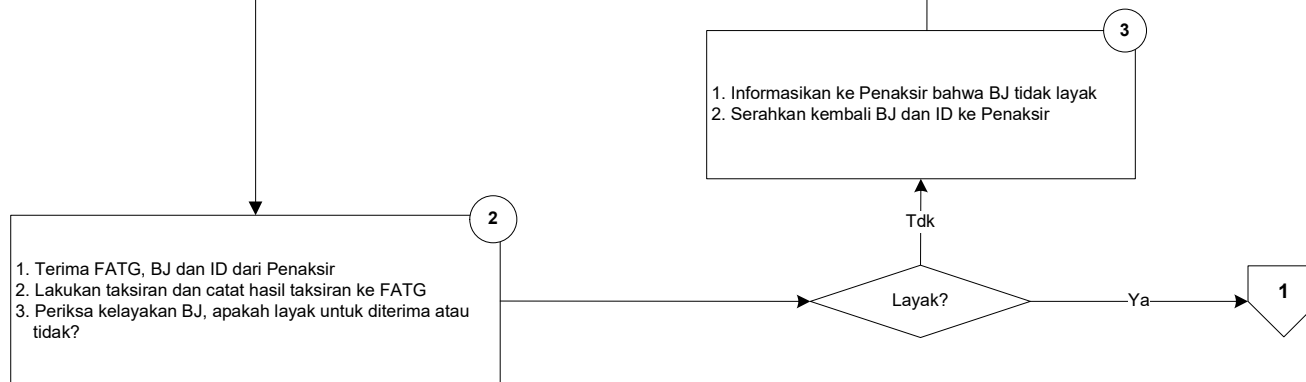 3
1. Informasikan ke Penaksir bahwa BJ tidak layak
2. Serahkan kembali BJ dan ID ke Penaksir
2
1. Terima FATG, BJ dan ID dari Penaksir
2. Lakukan taksiran dan catat hasil taksiran ke FATG
3. Periksa kelayakan BJ, apakah layak untuk diterima atau
tidak?
Tdk
Layak?
Ya
1